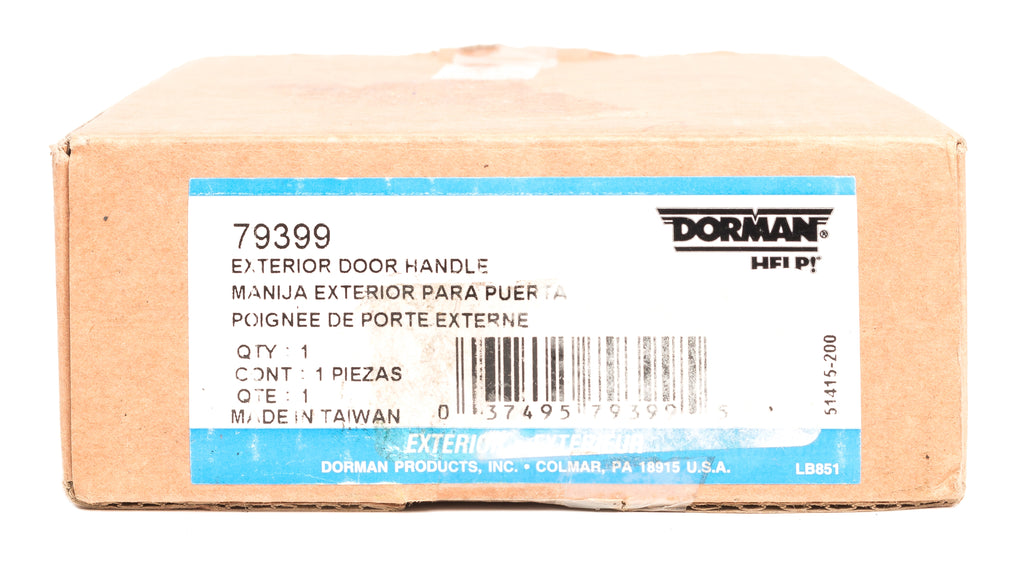 79399
EXTERIOR DOOR HANDLE
MANIJA EXTERIOR PARA PUERTA
POIGNÉE DE PORTE EXTERNE
QTY : 1
CONT : 1 PIEZAS
QTE : 1
MADE IN TAIWAN
DORMAN®
HELP!
0 37495 79399 5
51415-200
EXTERIOR
DORMAN PRODUCTS, INC. • COLMAR, PA 18915 U.S.A.
LB851